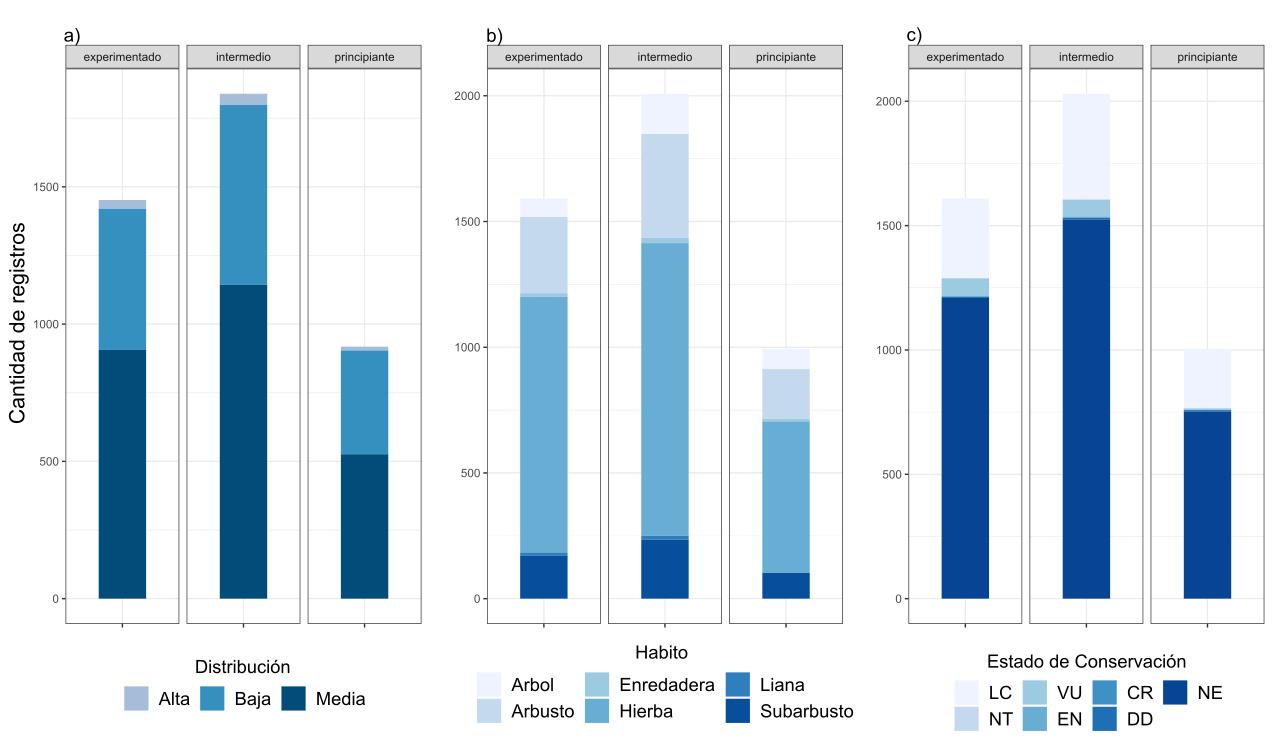 a)
experimentado intermedio principiante
Cantidad de registros
1500
1000
500
0
Distribución
Alta Baja Media
b)
experimentado intermedio principiante
2000
1500
1000
500
0
Habito
Arbol Enredadera Liana
Arbusto Hierba Subarbusto
c)
experimentado intermedio principiante
2000
1500
1000
500
0
Estado de Conservación
LC VU CR NE
NT EN DD